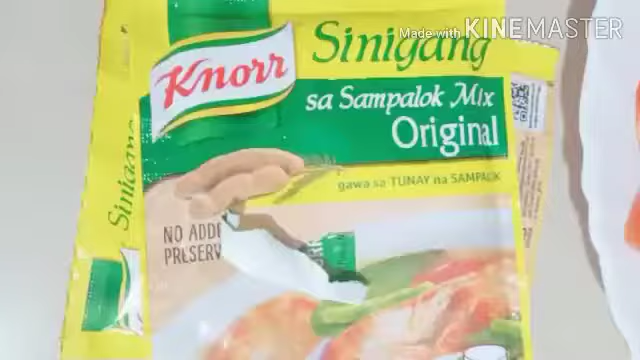 Made with KINEMASTER
Sinigang
Knorr
sa Sampalok Mix
Original
gawa sa TUNAY na SAMPALOK
NO ADDE
PRESERV
Sinigang